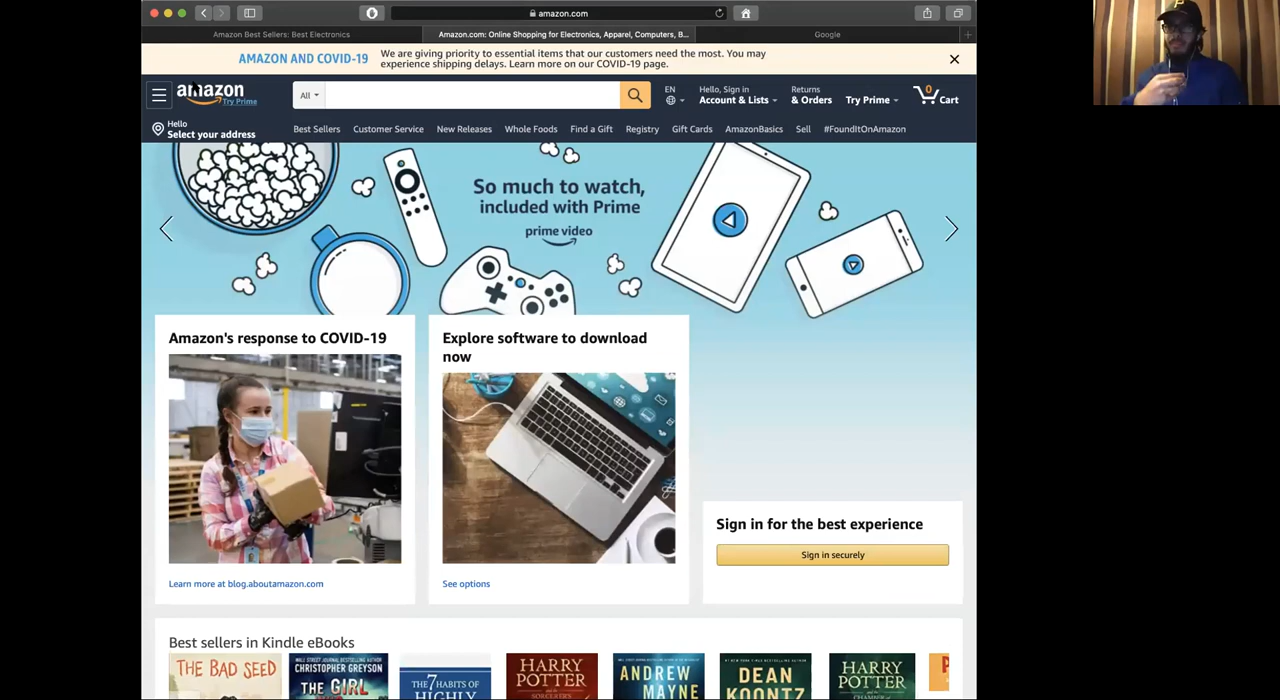 amazon.com
Amazon Best Sellers: Best Electronics
Amazon.com: Online Shopping for Electronics, Apparel, Computers, B...
Google
AMAZON AND COVID-19
We are giving priority to essential items that our customers need the most. You may
experience shipping delays. Learn more on our COVID-19 page.
amazon
Try Prime
All
EN
Hello, Sign in
Account & Lists
Returns
& Orders
Try Prime
0
Cart
Hello
Select your address
Best Sellers
Customer Service
New Releases
Whole Foods
Find a Gift
Registry
Gift Cards
AmazonBasics
Sell
#FoundItOnAmazon
So much to watch,
included with Prime
prime video
Amazon's response to COVID-19
Learn more at blog.aboutamazon.com
Explore software to download
now
See options
Sign in for the best experience
Sign in securely
Best sellers in Kindle eBooks
THE BAD SEED
CHRISTOPHER GREYSON
THE GIRL
THE 7 HABITS OF
HIGHLY
HARRY
POTTER
ANDREW
MAYNE
DEAN
KOONTZ
HARRY
POTTER